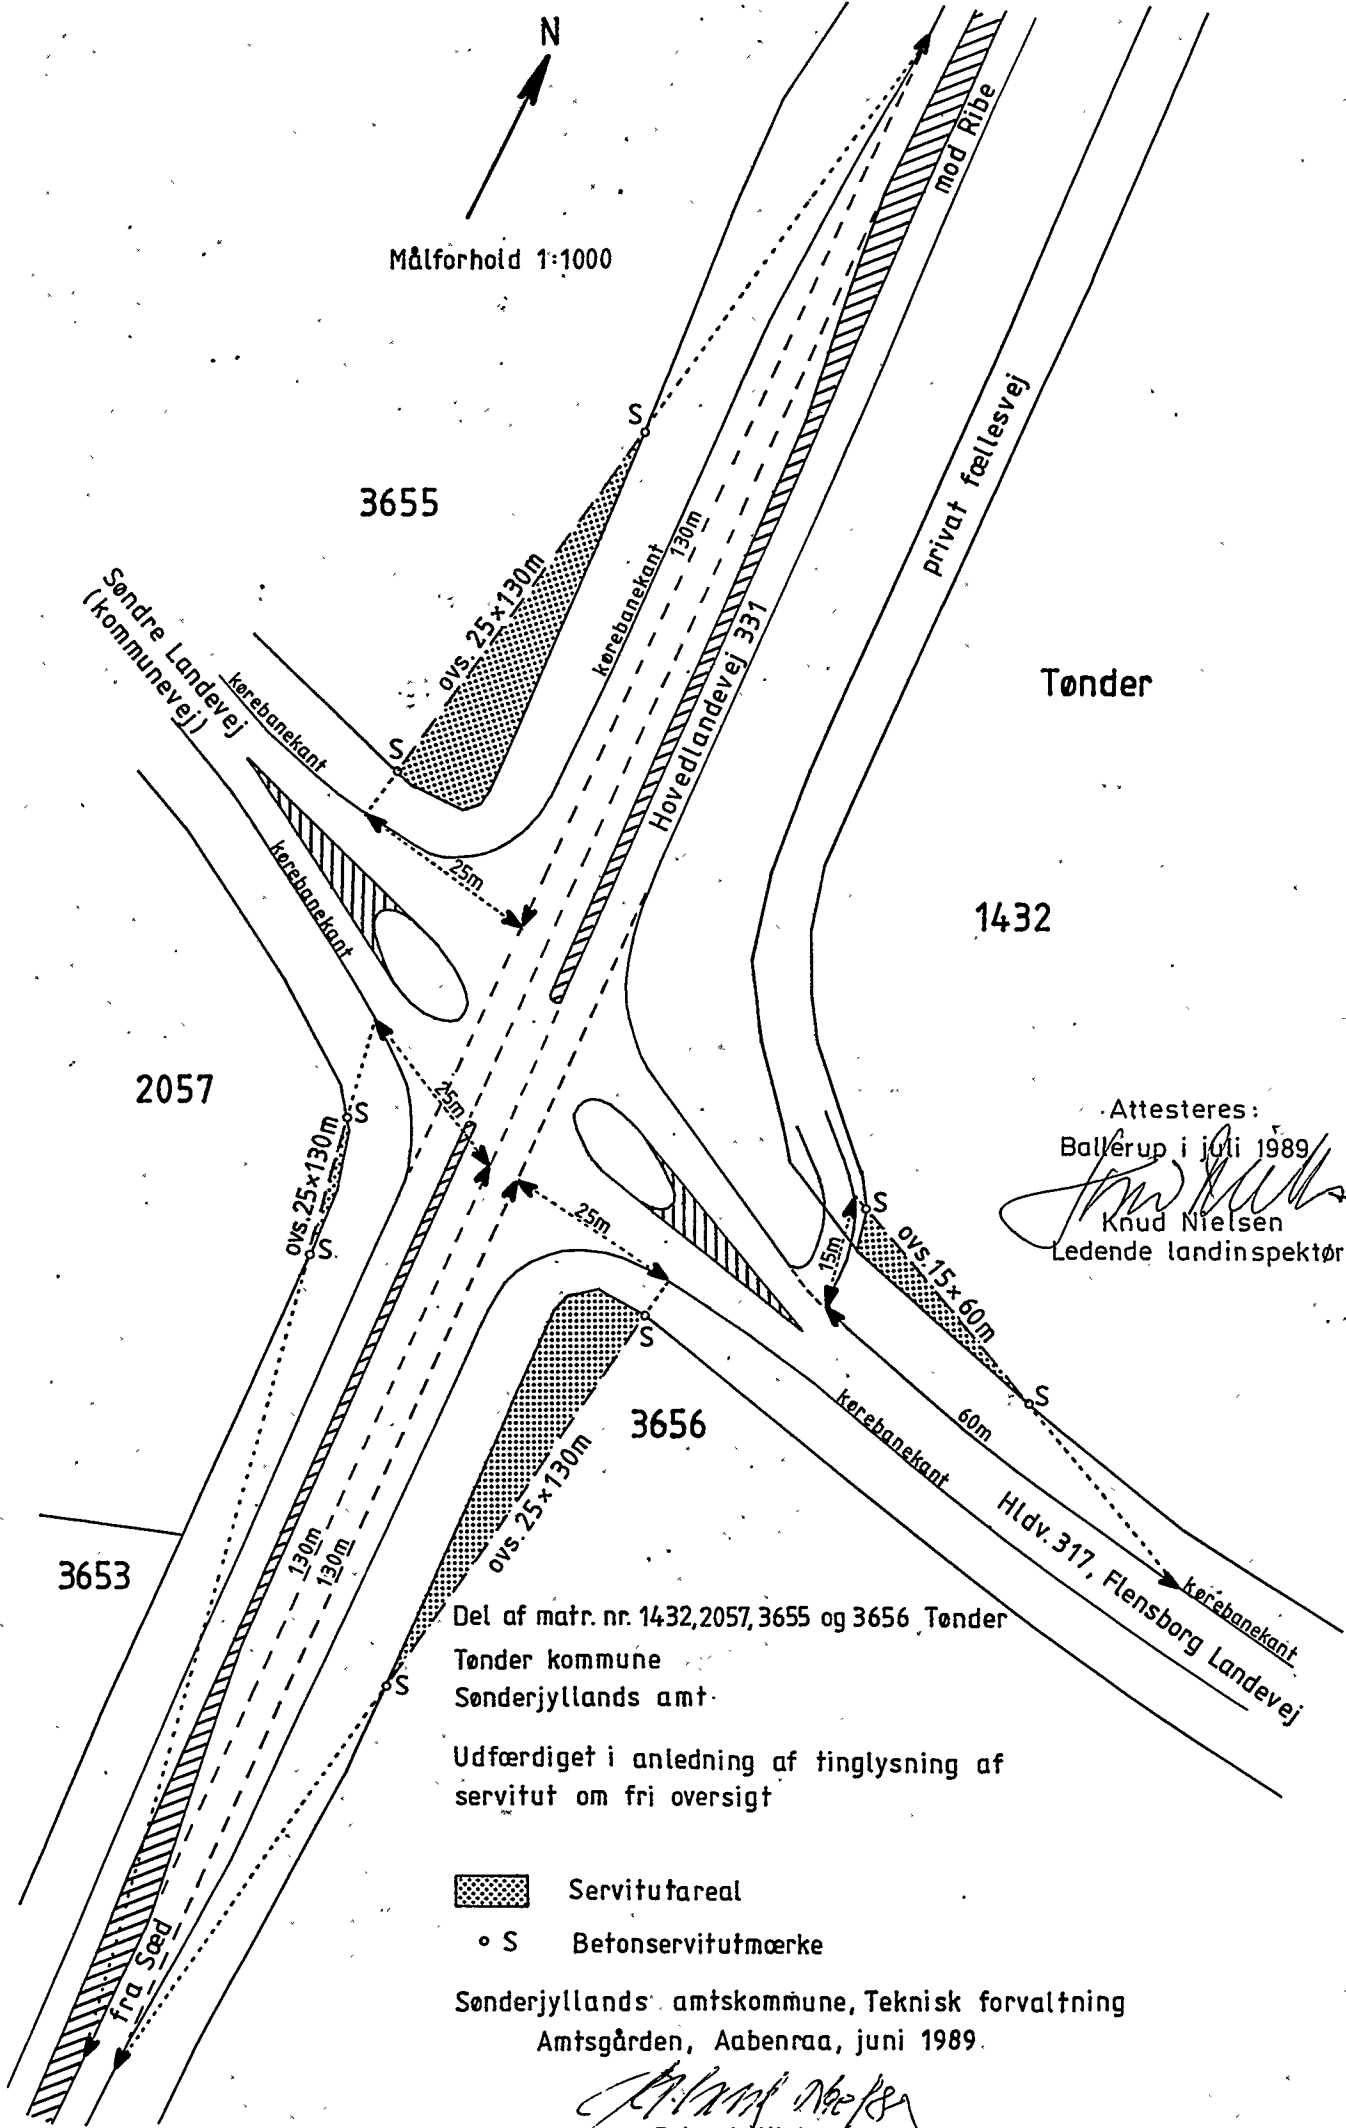 N
Målforhold 1:1000
mod Ribe
privat fællesvej
S
3655
ovs. 25×130m
130m
kørebanekant
Hovedlandevej 331
Søndre Landevej
(kommunevej)
kørebanekant
kørebanekant
S
25m
Tønder
1432
2057
25m
S
ovs. 25×130m
S
25m
15m
S
ovs. 15×60m
S
60m
Attesteres:
Ballerup i juli 1989
Knud Nielsen
Ledende landinspektør
S
3656
ovs. 25×130m
kørebanekant
Hldv. 317, Flensborg Landevej
kørebanekant
3653
130m
130m
S
fra Sæd
Del af matr. nr. 1432, 2057, 3655 og 3656 Tønder
Tønder kommune
Sønderjyllands amt
Udfærdiget i anledning af tinglysning af
servitut om fri oversigt
Servitutareal
S Betonservitutmærke
Sønderjyllands amtskommune, Teknisk forvaltning
Amtsgården, Aabenraa, juni 1989.